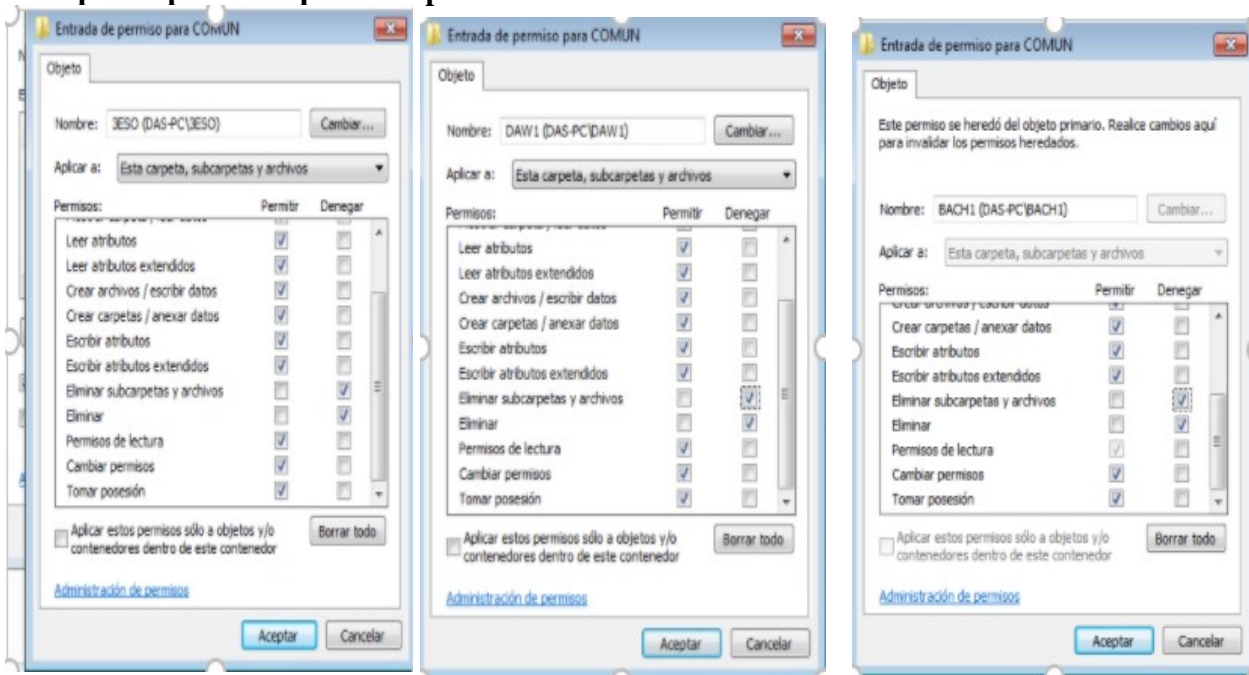 Entrada de permiso para COMUN
Objeto
Nombre: 3ESO (DAS-PC\3ESO) Cambiar...
Aplicar a: Esta carpeta, subcarpetas y archivos
Permisos: Permitir Denegar
Leer atributos
Leer atributos extendidos
Crear archivos / escribir datos
Crear carpetas / anexar datos
Escribir atributos
Escribir atributos extendidos
Eliminar subcarpetas y archivos
Eliminar
Permisos de lectura
Cambiar permisos
Tomar posesión
Aplicar estos permisos sólo a objetos y/o
contenedores dentro de este contenedor
Borrar todo
Administración de permisos
Aceptar Cancelar
Entrada de permiso para COMUN
Objeto
Nombre: DAW1 (DAS-PC\DAW1) Cambiar...
Aplicar a: Esta carpeta, subcarpetas y archivos
Permisos: Permitir Denegar
Leer atributos
Leer atributos extendidos
Crear archivos / escribir datos
Crear carpetas / anexar datos
Escribir atributos
Escribir atributos extendidos
Eliminar subcarpetas y archivos
Eliminar
Permisos de lectura
Cambiar permisos
Tomar posesión
Aplicar estos permisos sólo a objetos y/o
contenedores dentro de este contenedor
Borrar todo
Administración de permisos
Aceptar Cancelar
Entrada de permiso para COMUN
Objeto
Este permiso se heredó del objeto primario. Realice cambios aquí
para invalidar los permisos heredados.
Nombre: BACH1 (DAS-PC\BACH1) Cambiar...
Aplicar a: Esta carpeta, subcarpetas y archivos
Permisos: Permitir Denegar
Crear carpetas / anexar datos
Escribir atributos
Escribir atributos extendidos
Eliminar subcarpetas y archivos
Eliminar
Permisos de lectura
Cambiar permisos
Tomar posesión
Aplicar estos permisos sólo a objetos y/o
contenedores dentro de este contenedor
Borrar todo
Administración de permisos
Aceptar Cancelar